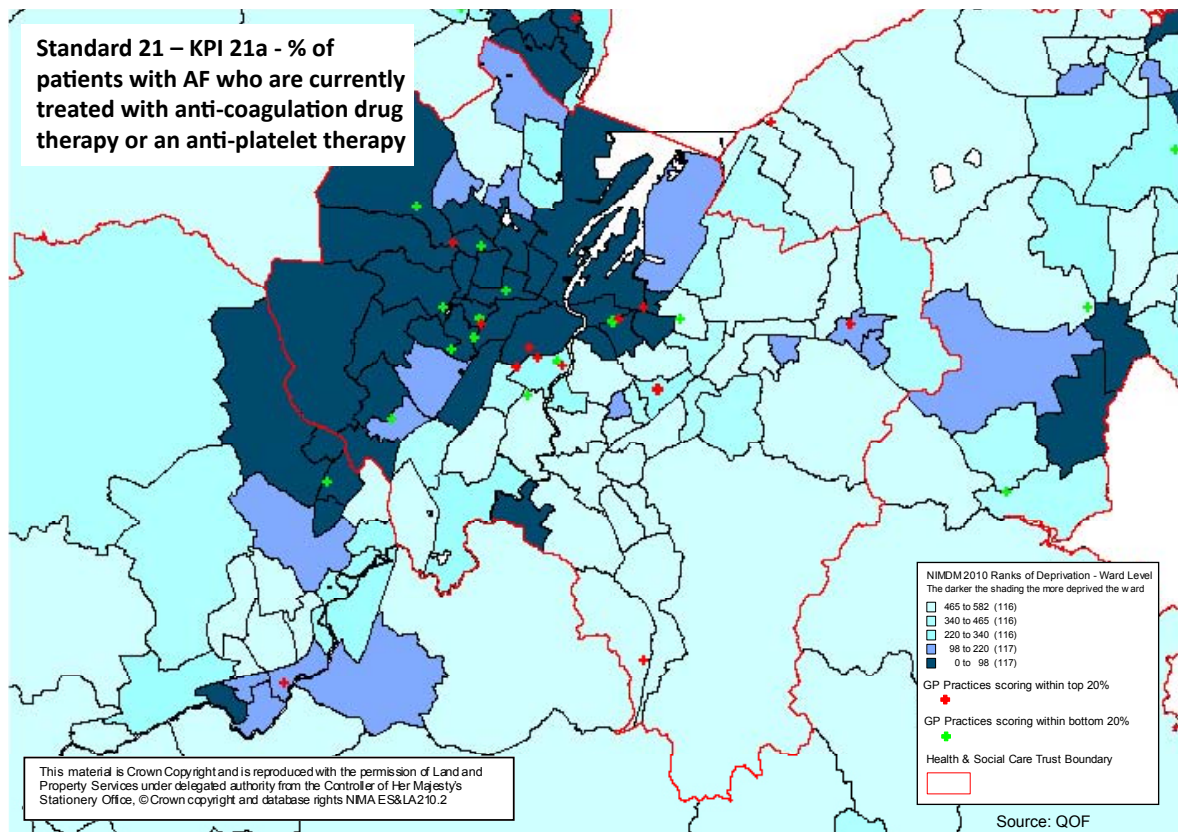 Standard 21 – KPI 21a - % of
patients with AF who are currently
treated with anti-coagulation drug
therapy or an anti-platelet therapy
NIMDM 2010 Ranks of Deprivation - Ward Level
The darker the shading the more deprived the ward
465 to 582 (116)
340 to 465 (116)
220 to 340 (116)
98 to 220 (117)
0 to 98 (117)
GP Practices scoring within top 20%
GP Practices scoring within bottom 20%
Health & Social Care Trust Boundary
This material is Crown Copyright and is reproduced with the permission of Land and
Property Services under delegated authority from the Controller of Her Majesty's
Stationery Office, © Crown copyright and database rights NIMA ES&LA210.2
Source: QOF